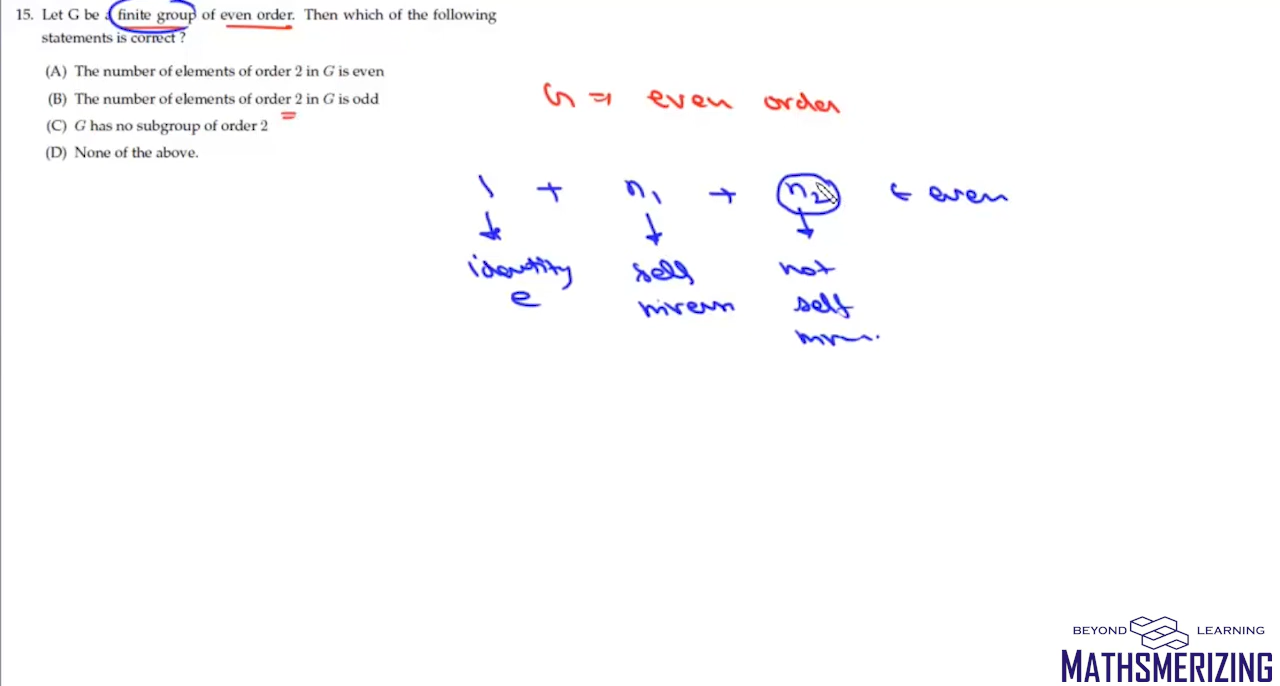 15. Let G be a finite group of even order. Then which of the following
statements is correct ?
(A) The number of elements of order 2 in G is even
(B) The number of elements of order 2 in G is odd
(C) G has no subgroup of order 2
(D) None of the above.
G ⇒ even order
1 + n₁ + n₂ ← even
identity self not
e inverse self
BEYOND LEARNING
MATHSMERIZING